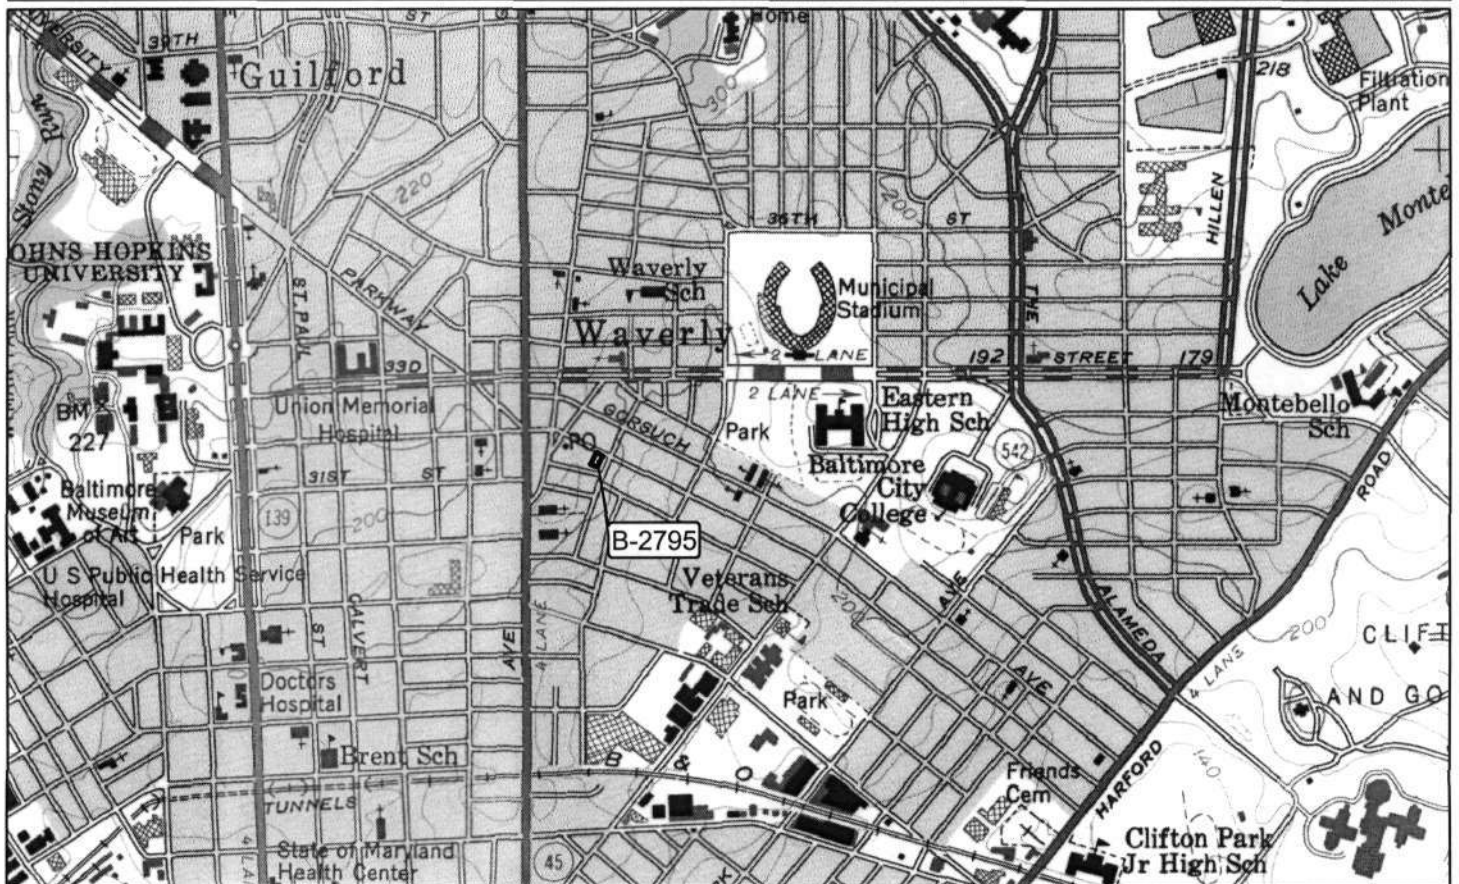 Home
ST
39TH
UNIVERSITY
Guilford
218
Filtration
Plant
300
Stony
Run
220
200
36TH
ST
HILLEN
Monte
Lake
JOHNS HOPKINS
UNIVERSITY
ST. PAUL
PARKWAY
Waverly
Sch
Municipal
Stadium
THE
Waverly
2 LANE
192
STREET
179
33D
2 LANE
Eastern
High Sch
Montebello
Sch
BM
227
Union Memorial
Hospital
GORSUCH
Park
PO
31ST
ST
542
Baltimore
City
College
ROAD
Baltimore
Museum
of Art
Park
139
200
B-2795
U S Public Health Service
Hospital
Veterans
Trade Sch
200
AVE
ALAMEDA
200
CLIFT
ST
CALVERT
AVE
4 LANE
4 LANE
Doctors
Hospital
Park
AVE
AND GO
Brent Sch
B & O
140
TUNNELS
Friends
Cem
HARFORD
State of Maryland
Health Center
45
Clifton Park
Jr High Sch